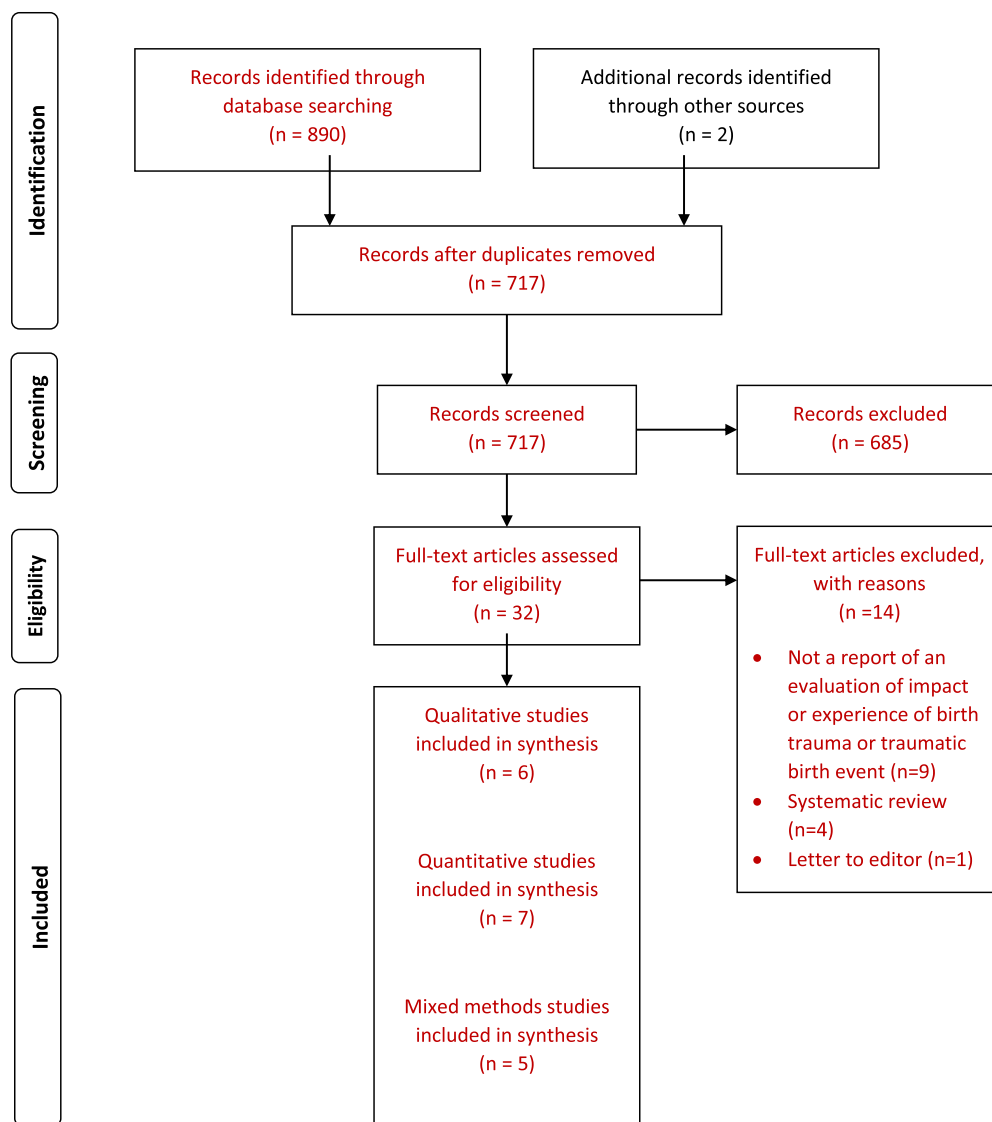 Identification
Records identified through
database searching
(n = 890)
Additional records identified
through other sources
(n = 2)
Records after duplicates removed
(n = 717)
Screening
Records screened
(n = 717)
Records excluded
(n = 685)
Eligibility
Full-text articles assessed
for eligibility
(n = 32)
Full-text articles excluded,
with reasons
(n =14)
• Not a report of an
evaluation of impact
or experience of birth
trauma or traumatic
birth event (n=9)
• Systematic review
(n=4)
• Letter to editor (n=1)
Included
Qualitative studies
included in synthesis
(n = 6)
Quantitative studies
included in synthesis
(n = 7)
Mixed methods studies
included in synthesis
(n = 5)